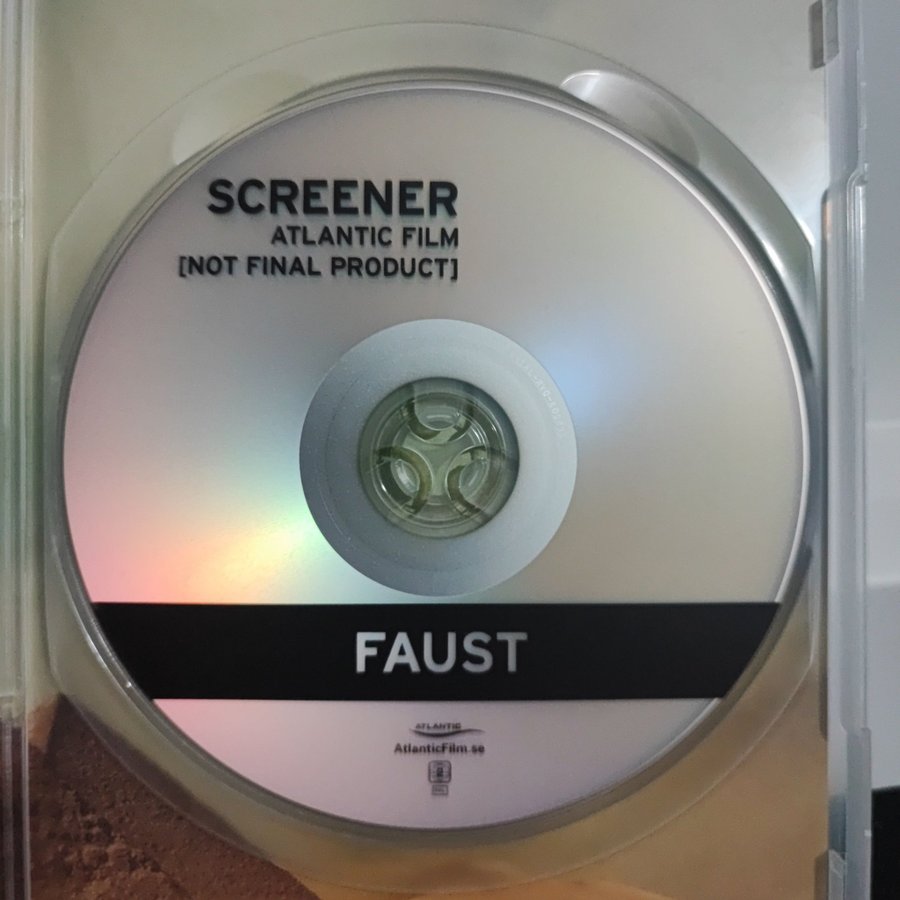 SCREENER
ATLANTIC FILM
[NOT FINAL PRODUCT]
FAUST
ATLANTIC
AtlanticFilm.se